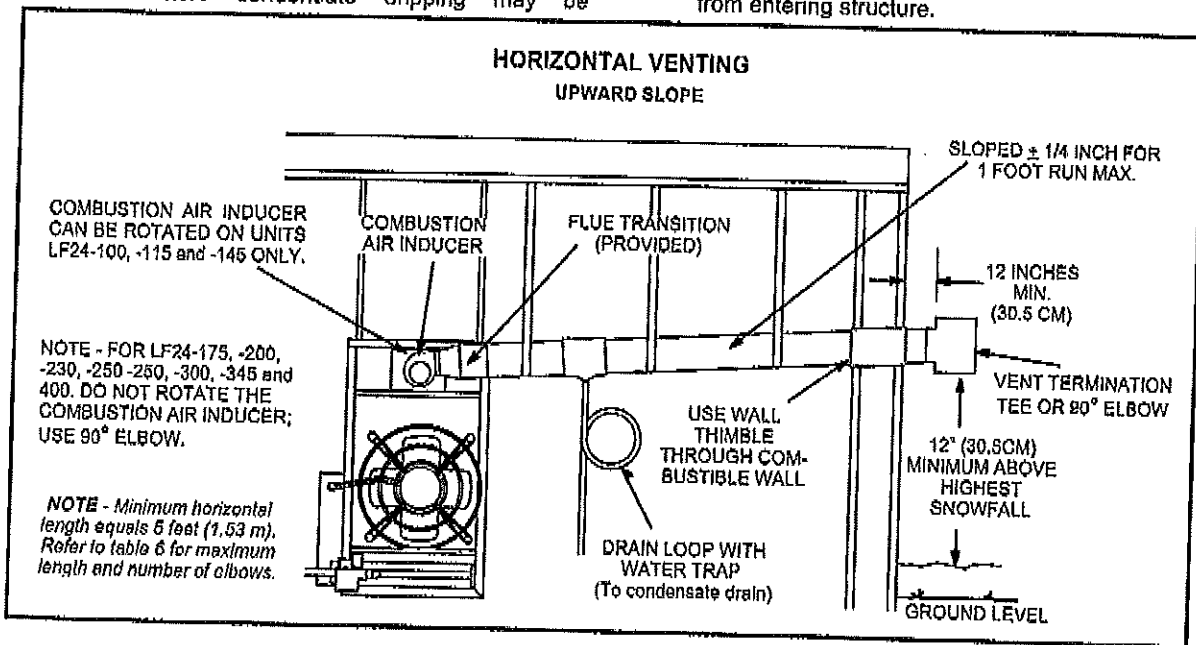 dripping may be
from entering structure.
HORIZONTAL VENTING
UPWARD SLOPE
SLOPED ± 1/4 INCH FOR
1 FOOT RUN MAX.
COMBUSTION AIR INDUCER
CAN BE ROTATED ON UNITS
LF24-100, -115 and -145 ONLY.
COMBUSTION
AIR INDUCER
FLUE TRANSITION
(PROVIDED)
12 INCHES
MIN.
(30.5 CM)
NOTE - FOR LF24-175, -200,
-230, -250 -250, -300, -345 and
400. DO NOT ROTATE THE
COMBUSTION AIR INDUCER;
USE 90° ELBOW.
VENT TERMINATION
TEE OR 90° ELBOW
USE WALL
THIMBLE
THROUGH COM-
BUSTIBLE WALL
12" (30.5CM)
MINIMUM ABOVE
HIGHEST
SNOWFALL
NOTE - Minimum horizontal
length equals 5 feet (1.53 m).
Refer to table 6 for maximum
length and number of elbows.
DRAIN LOOP WITH
WATER TRAP
(To condensate drain)
GROUND LEVEL